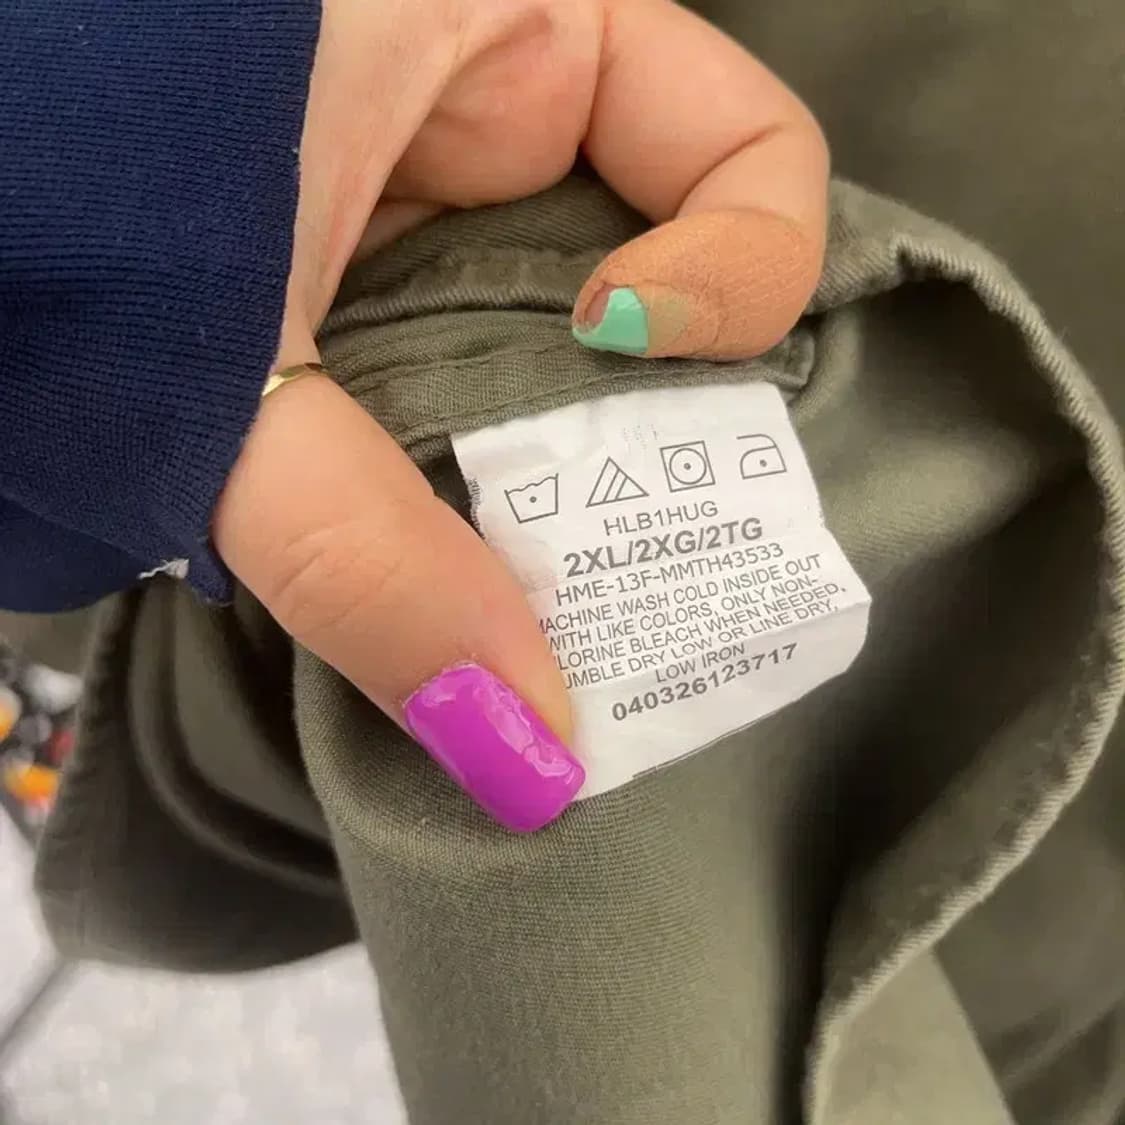 HLB1HUG
2XL/2XG/2TG
HME-13F-MMTH43533
MACHINE WASH COLD INSIDE OUT
WITH LIKE COLORS, ONLY NON-
LORINE BLEACH WHEN NEEDED,
UMBLE DRY LOW OR LINE DRY,
LOW IRON
040326123717